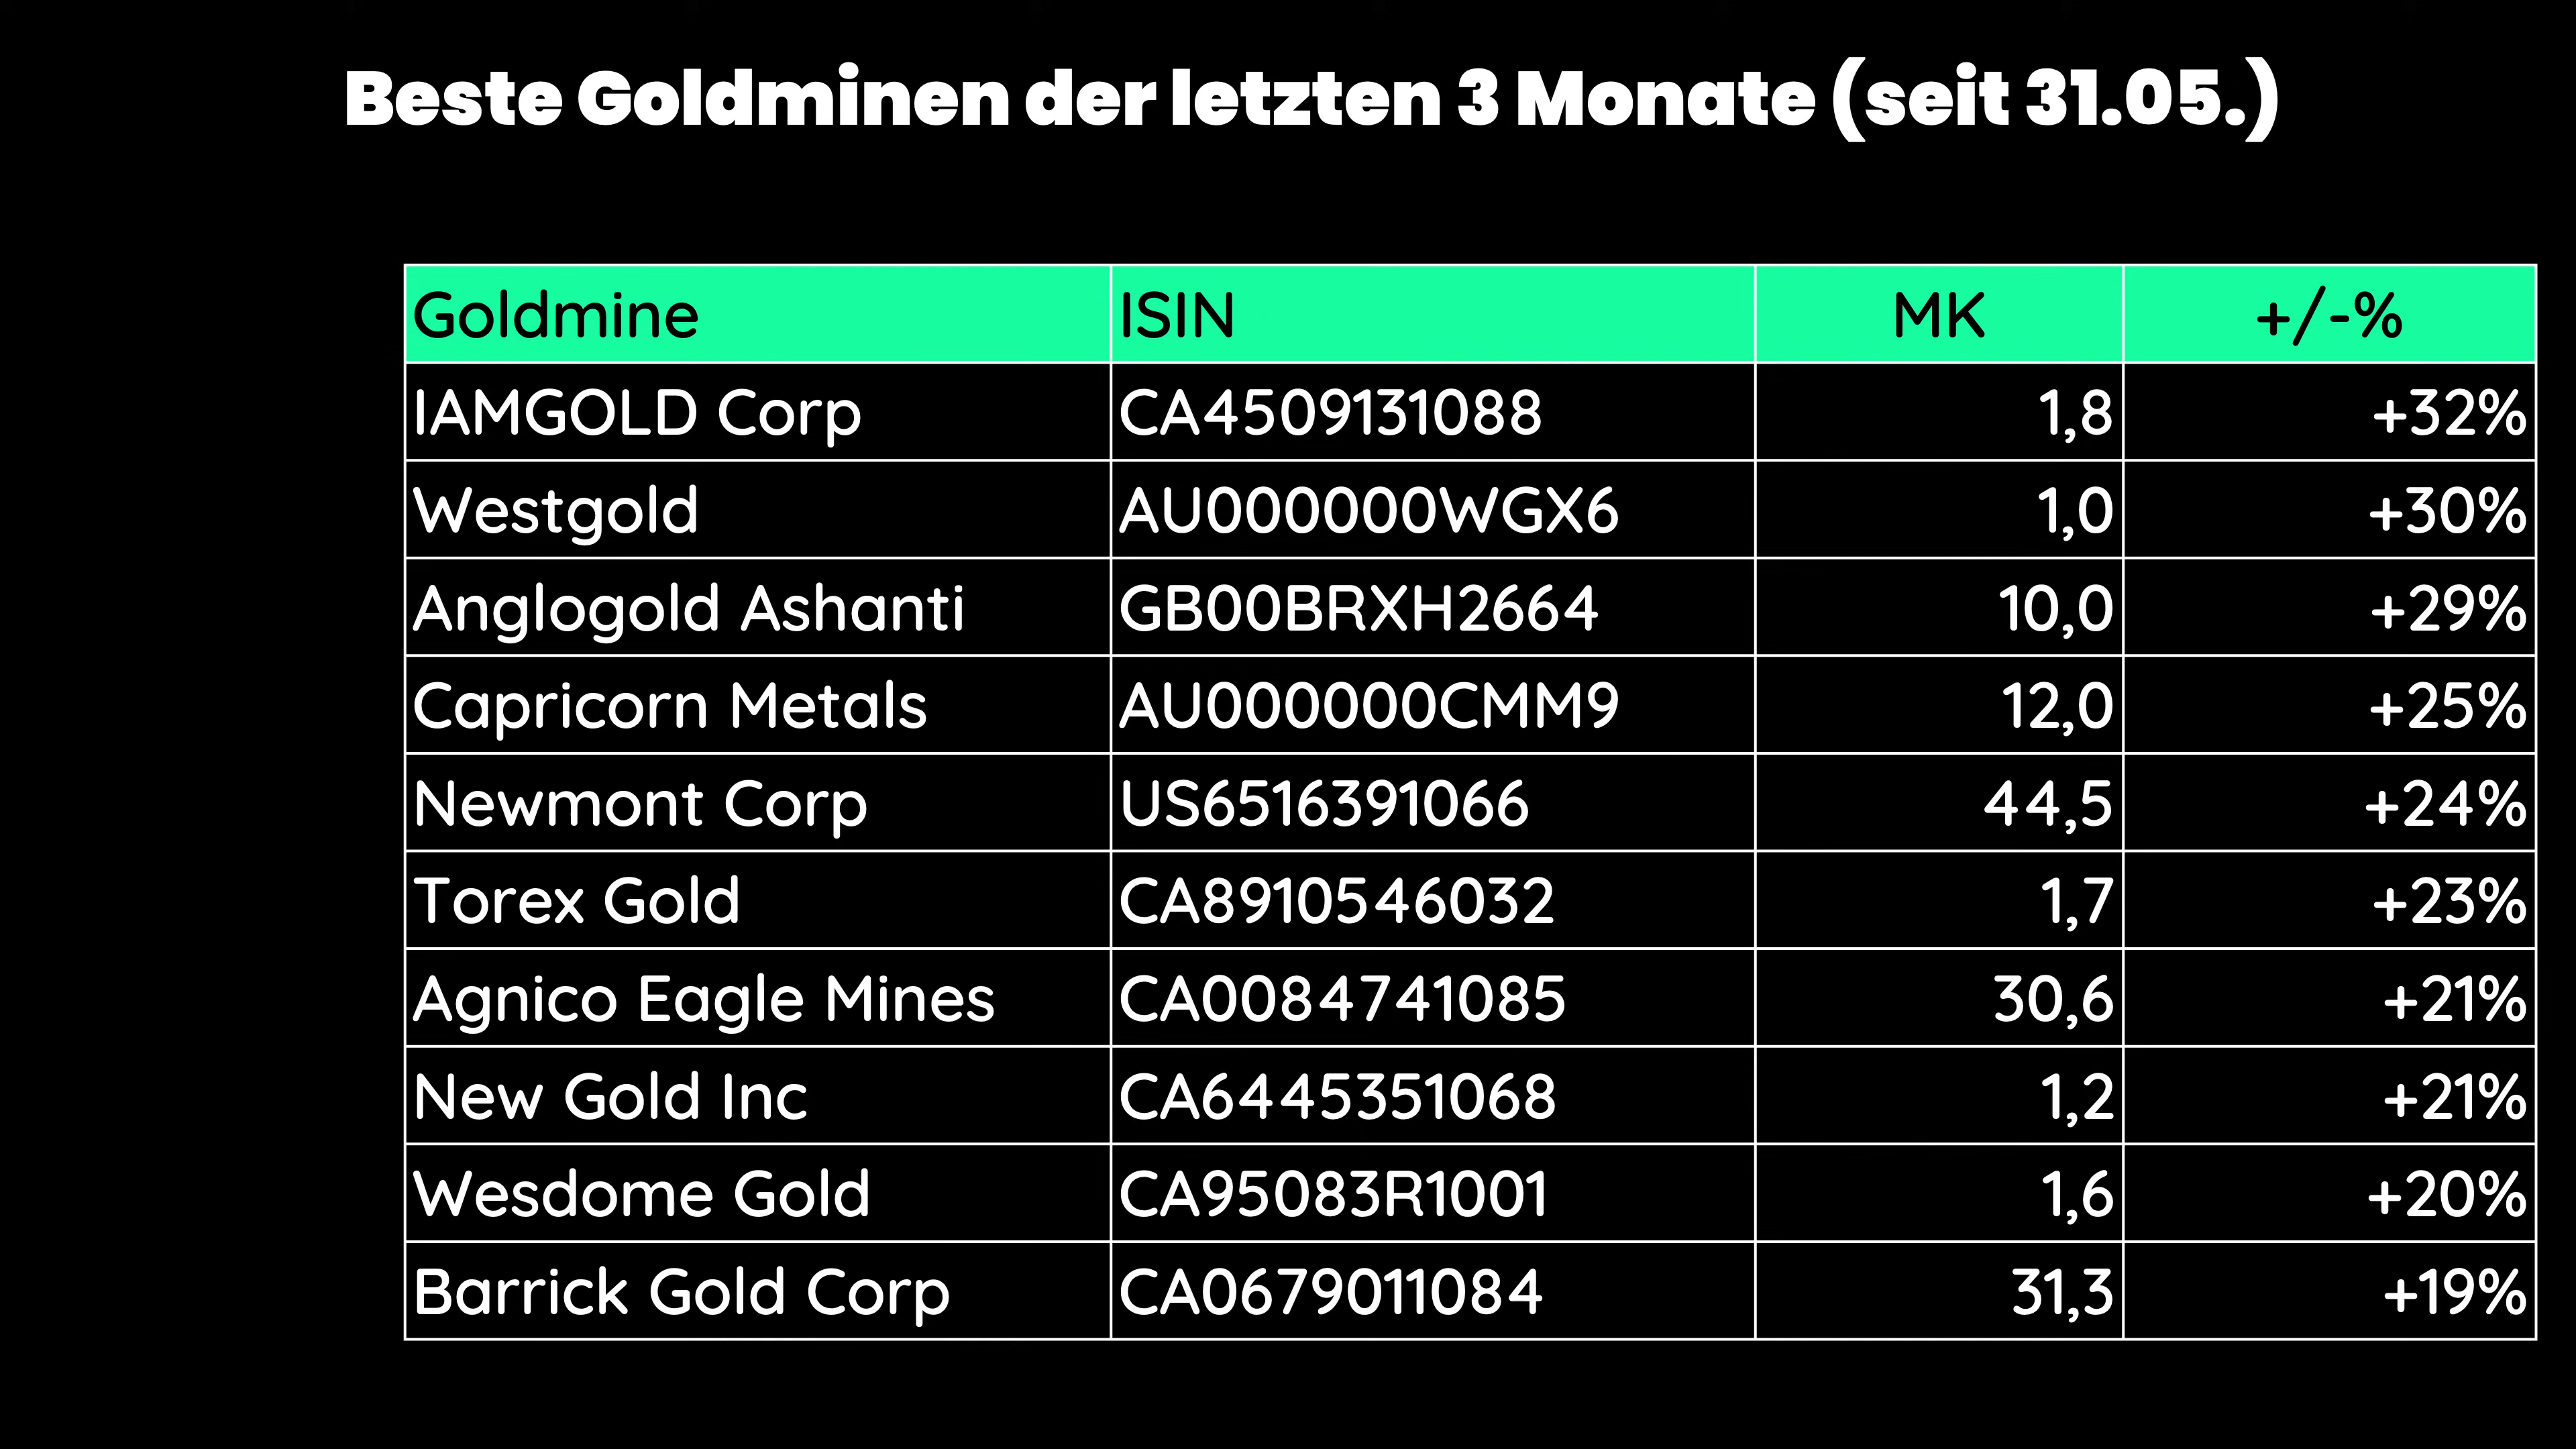 Beste Goldminen der letzten 3 Monate (seit 31.05.)
Goldmine ISIN MK +/-%
IAMGOLD Corp CA4509131088 1,8 +32%
Westgold AU000000WGX6 1,0 +30%
Anglogold Ashanti GB00BRXH2664 10,0 +29%
Capricorn Metals AU000000CMM9 12,0 +25%
Newmont Corp US6516391066 44,5 +24%
Torex Gold CA8910546032 1,7 +23%
Agnico Eagle Mines CA0084741085 30,6 +21%
New Gold Inc CA6445351068 1,2 +21%
Wesdome Gold CA95083R1001 1,6 +20%
Barrick Gold Corp CA0679011084 31,3 +19%